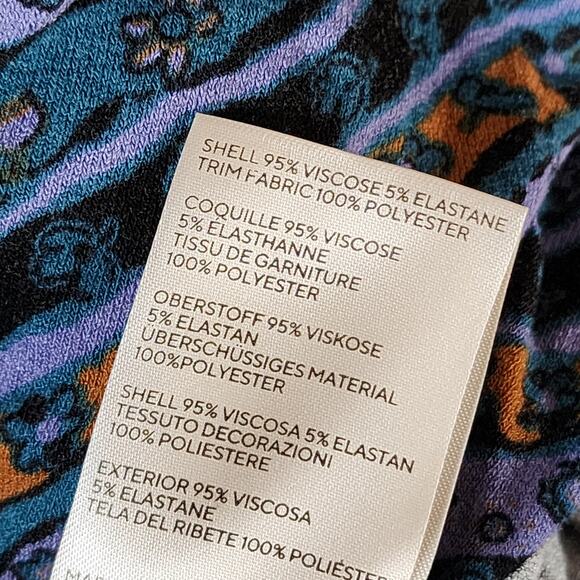 SHELL 95% VISCOSE 5% ELASTANE
TRIM FABRIC 100% POLYESTER
COQUILLE 95% VISCOSE
5% ELASTHANNE
TISSU DE GARNITURE
100% POLYESTER
OBERSTOFF 95% VISKOSE
5% ELASTAN
ÜBERSCHÜSSIGES MATERIAL
100%POLYESTER
SHELL 95% VISCOSA 5% ELASTAN
TESSUTO DECORAZIONI
100% POLIESTERE
EXTERIOR 95% VISCOSA
5% ELASTANE
TELA DEL RIBETE 100% POLIÉSTER